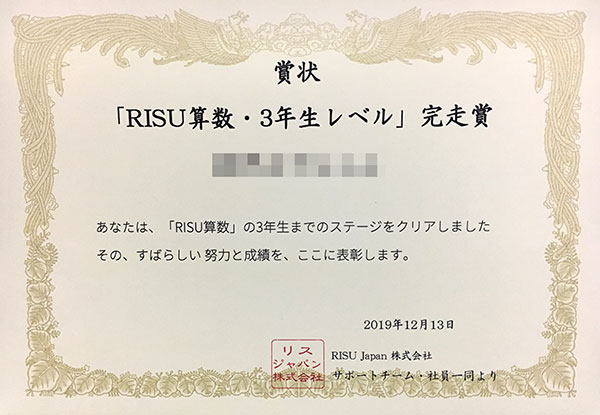 賞状
「RISU算数・3年生レベル」完走賞
あなたは、「RISU算数」の3年生までのステージをクリアしました
その、すばらしい 努力と成績を、ここに表彰します。
2019年12月13日
リス
ジャパン
株式会社
RISU Japan 株式会社
サポートチーム・社員一同より